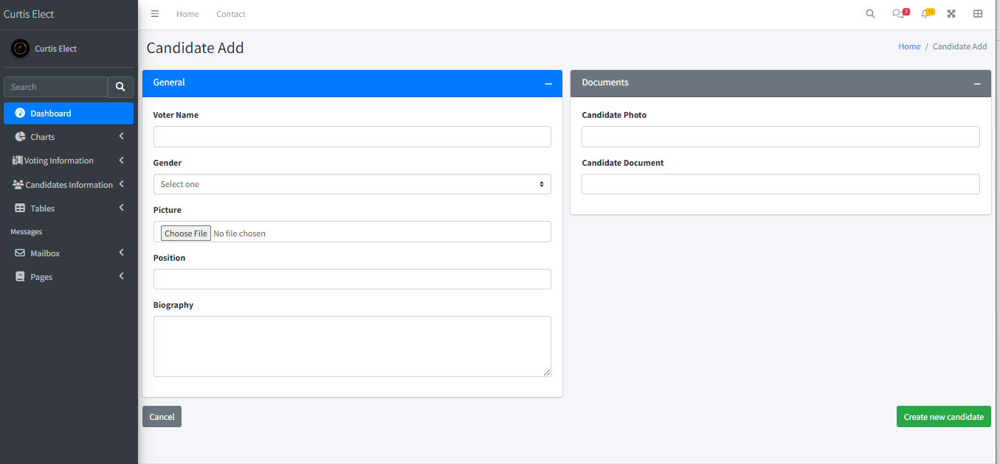 Curtis Elect
Home Contact
3
15
Curtis Elect
Candidate Add
Home / Candidate Add
Search
Dashboard
Charts
Voting Information
Candidates Information
Tables
Messages
Mailbox
Pages
General
Voter Name
Gender
Select one
Picture
Choose File No file chosen
Position
Biography
Documents
Candidate Photo
Candidate Document
Cancel
Create new candidate